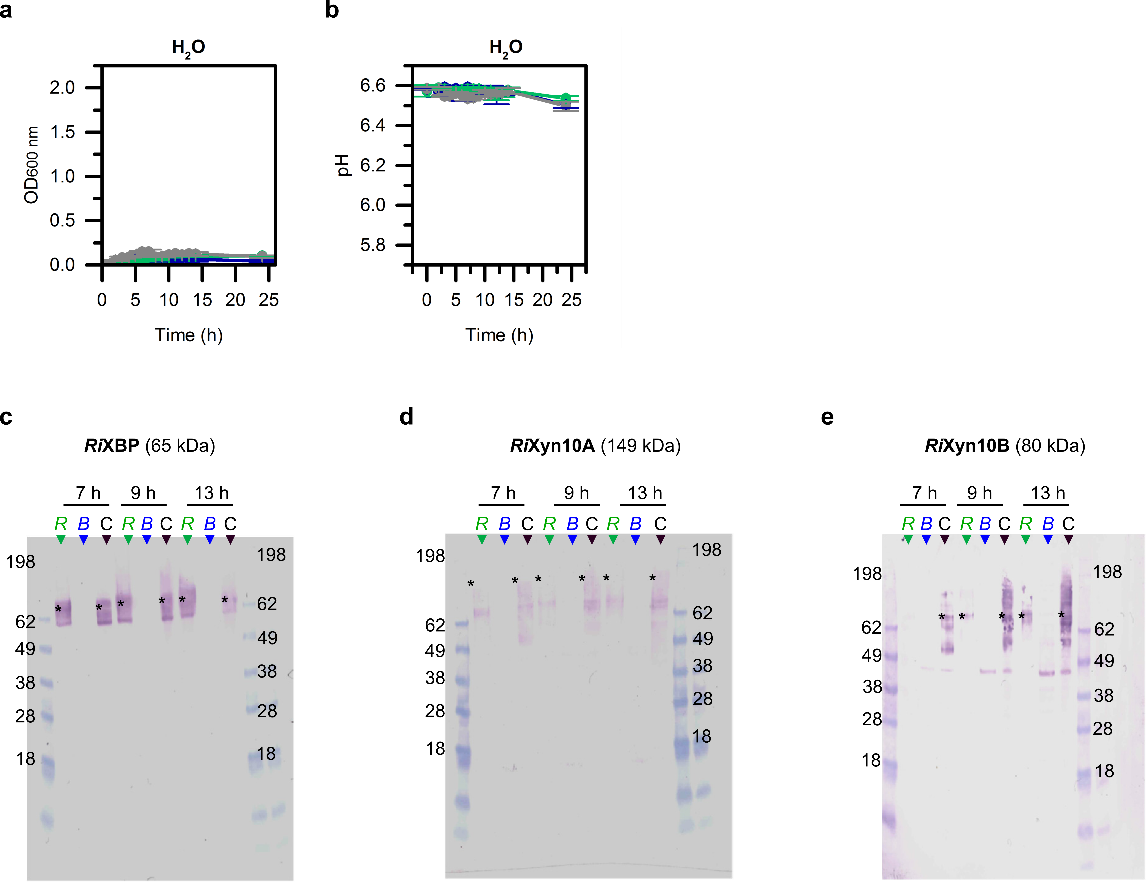 a
b
H2O
H2O
OD600 nm
2.0
1.5
1.0
0.5
0.0
0 5 10 15 20 25
Time (h)
pH
6.6
6.4
6.2
6.0
5.8
0 5 10 15 20 25
Time (h)
c
d
e
RiXBP (65 kDa)
RiXyn10A (149 kDa)
RiXyn10B (80 kDa)
7 h 9 h 13 h
R B C R B C R B C
198
62
49
38
28
18
198
62
49
38
28
18
* * * * * *
7 h 9 h 13 h
R B C R B C R B C
198
62
49
38
28
18
198
62
49
38
28
18
* * * * * *
7 h 9 h 13 h
R B C R B C R B C
198
62
49
38
28
18
198
62
49
38
28
18
* * * * *